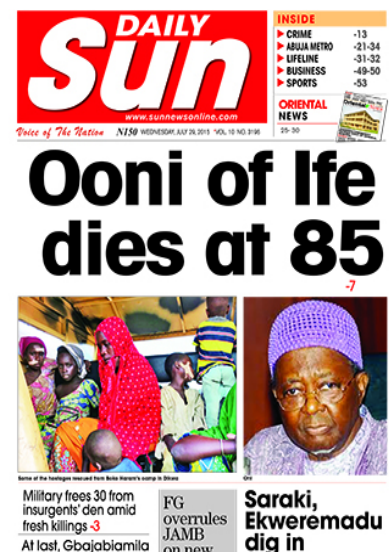 DAILY
Sun
www.sunnewsonline.com
INSIDE
CRIME -13
ABUJA METRO -21-34
LIFELINE -31-32
BUSINESS -49-50
SPORTS -53
ORIENTAL
NEWS
25-30
Voice of The Nation N150 WEDNESDAY, JULY 29, 2015 *VOL. 10 NO. 3195
Ooni of Ife
dies at 85
-7
Some of the hostages rescued from Boko Haram's camp in Dikwa
Ooni
Military frees 30 from
insurgents' den amid
fresh killings -3
At last, Gbajabiamila
FG
overrules
JAMB
on new
Saraki,
Ekweremadu
dig in